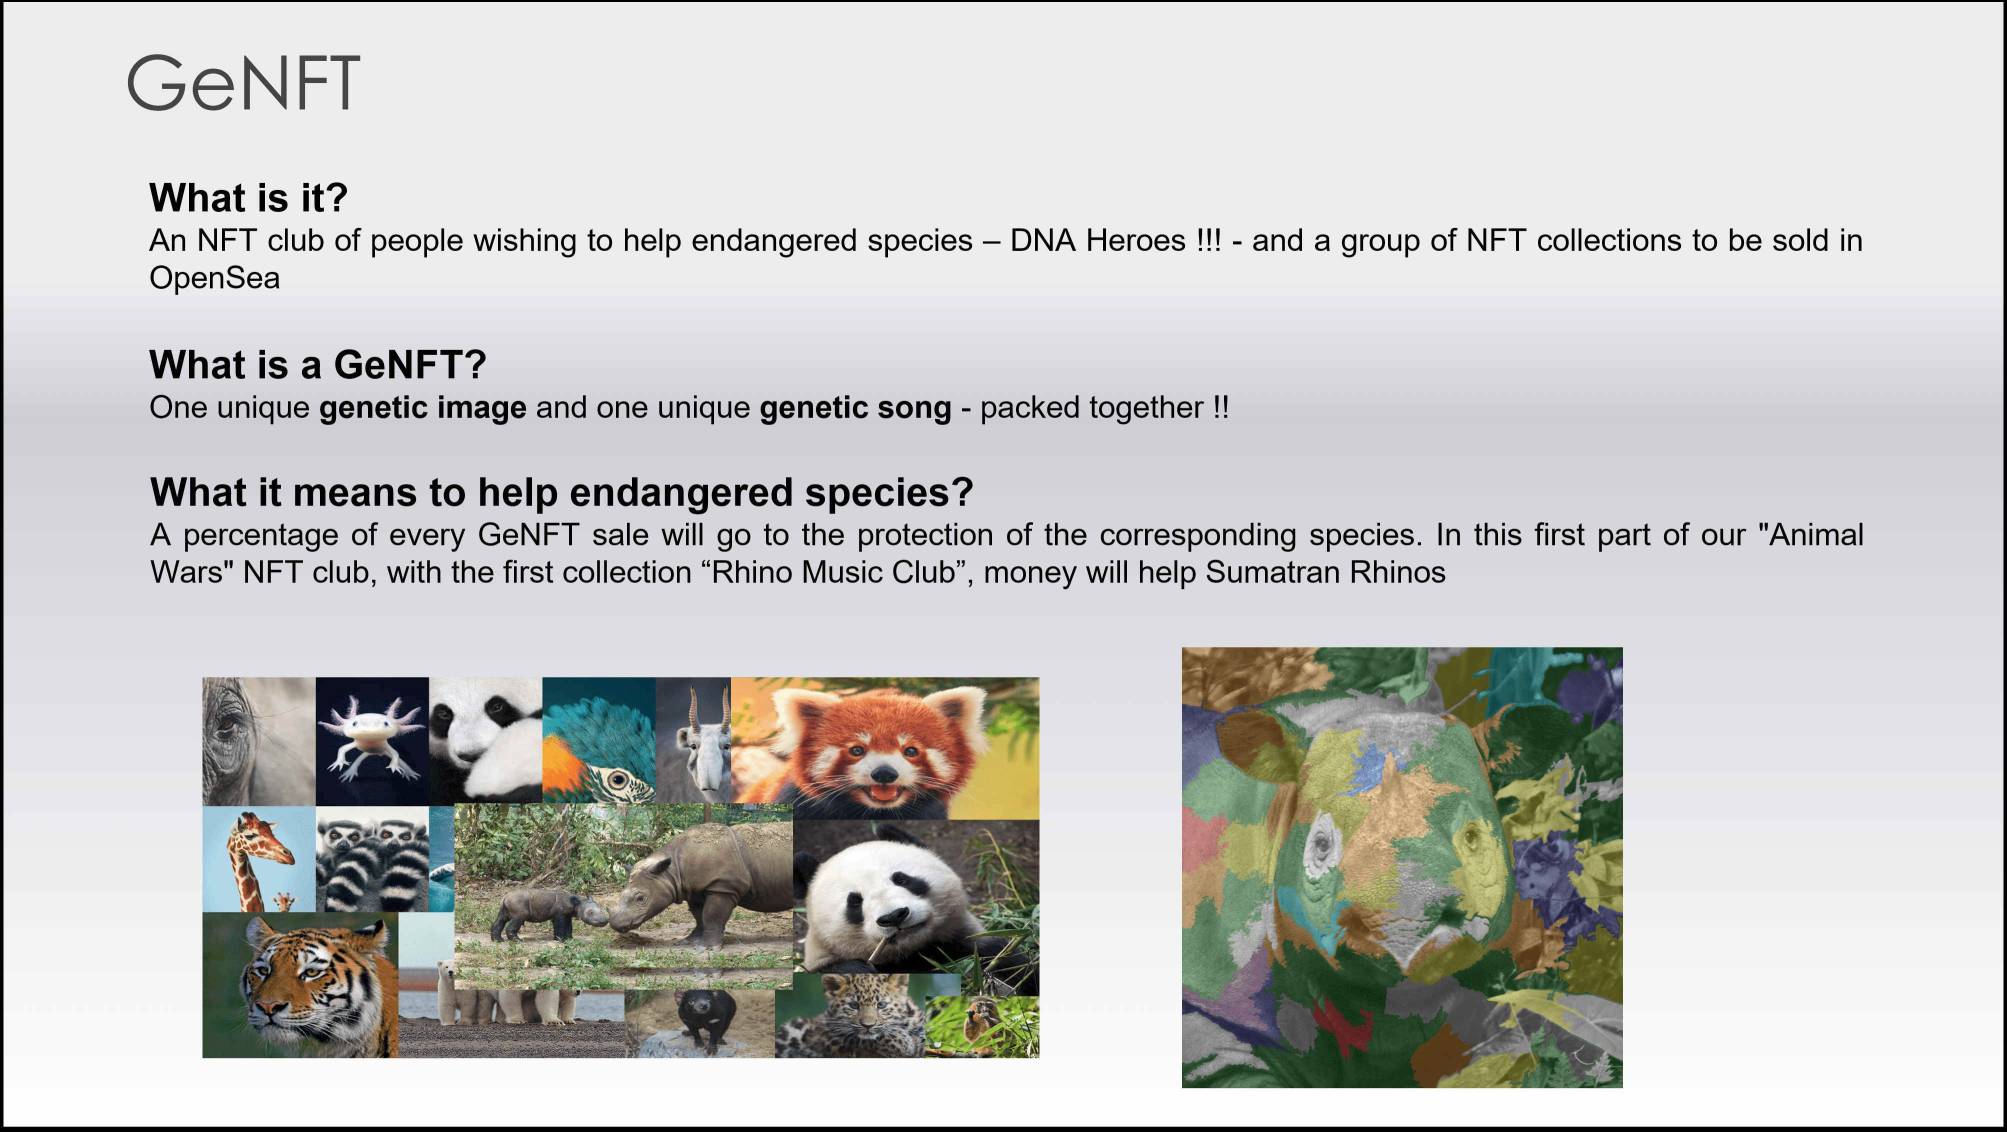 GeNFT
What is it?
An NFT club of people wishing to help endangered species – DNA Heroes !!! - and a group of NFT collections to be sold in
OpenSea
What is a GeNFT?
One unique genetic image and one unique genetic song - packed together !!
What it means to help endangered species?
A percentage of every GeNFT sale will go to the protection of the corresponding species. In this first part of our "Animal
Wars" NFT club, with the first collection “Rhino Music Club”, money will help Sumatran Rhinos